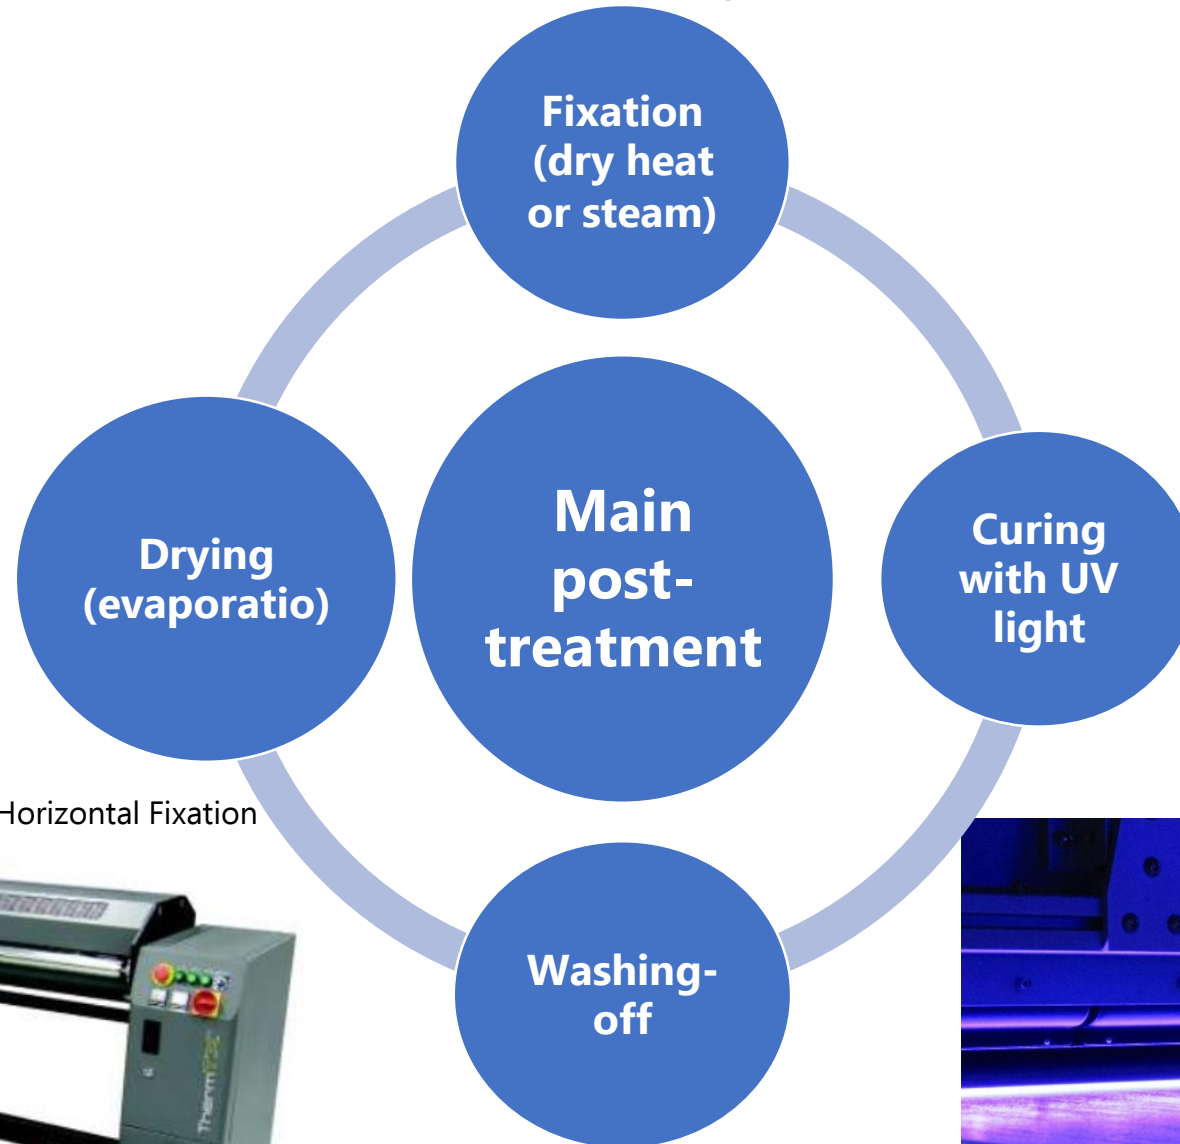 Fixation
(dry heat
or steam)
Main
post-
treatment
Curing
with UV
light
Drying
(evaporatio)
Horizontal Fixation
Washing-
off